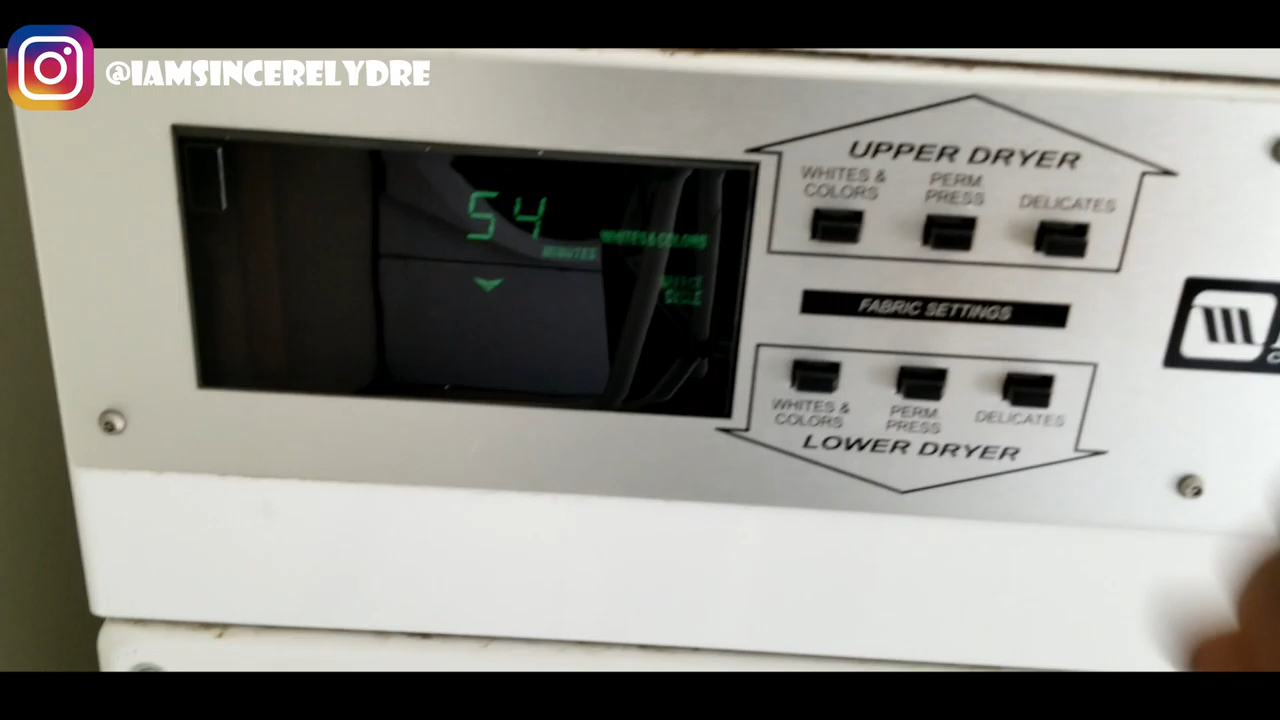 @IAMSINCERELYDRE
UPPER DRYER
WHITES &
COLORS
PERM.
PRESS
DELICATES
54
MINUTES
WHITES&COLORS
FABRIC SETTINGS
WHITES &
COLORS
PERM.
PRESS
DELICATES
LOWER DRYER